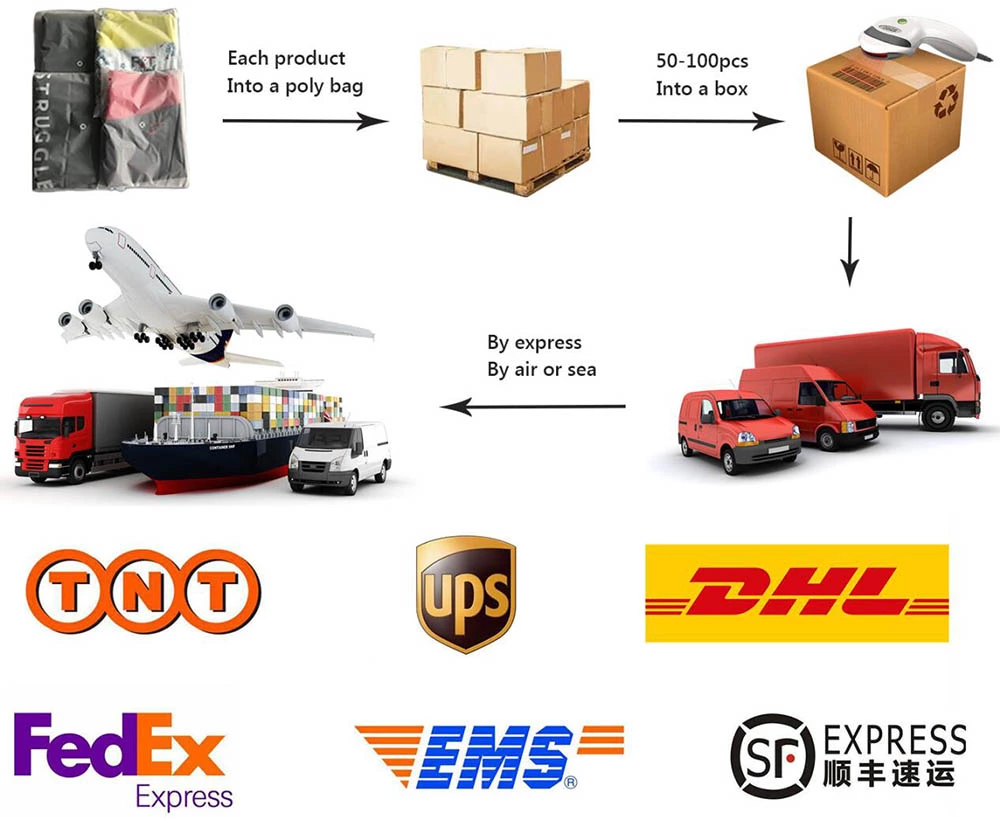 STRUGGLE
Each product
Into a poly bag
50-100pcs
Into a box
By express
By air or sea
CONTAINER SHIP
TNT
ups
DHL
FedEx
Express
EMS®
SF EXPRESS
顺丰速运